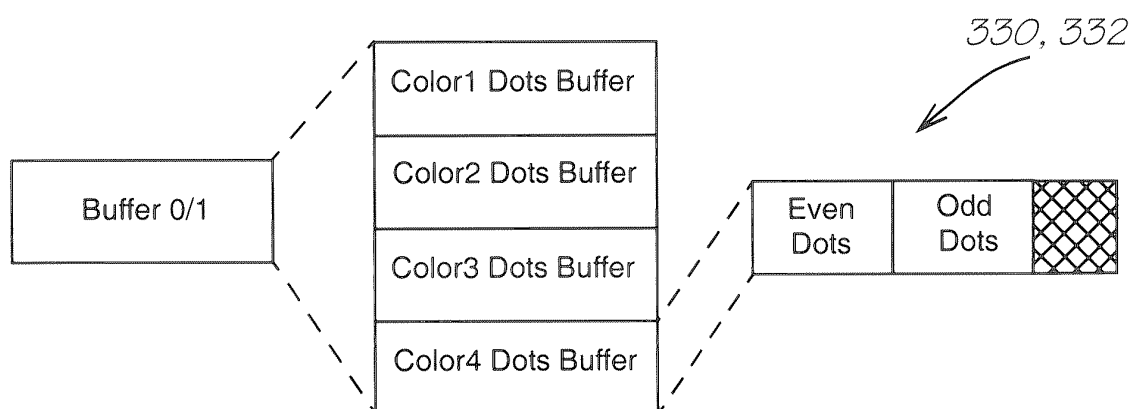 330, 332
Color1 Dots Buffer
Color2 Dots Buffer
Buffer 0/1
Even
Dots
Odd
Dots
Color3 Dots Buffer
Color4 Dots Buffer